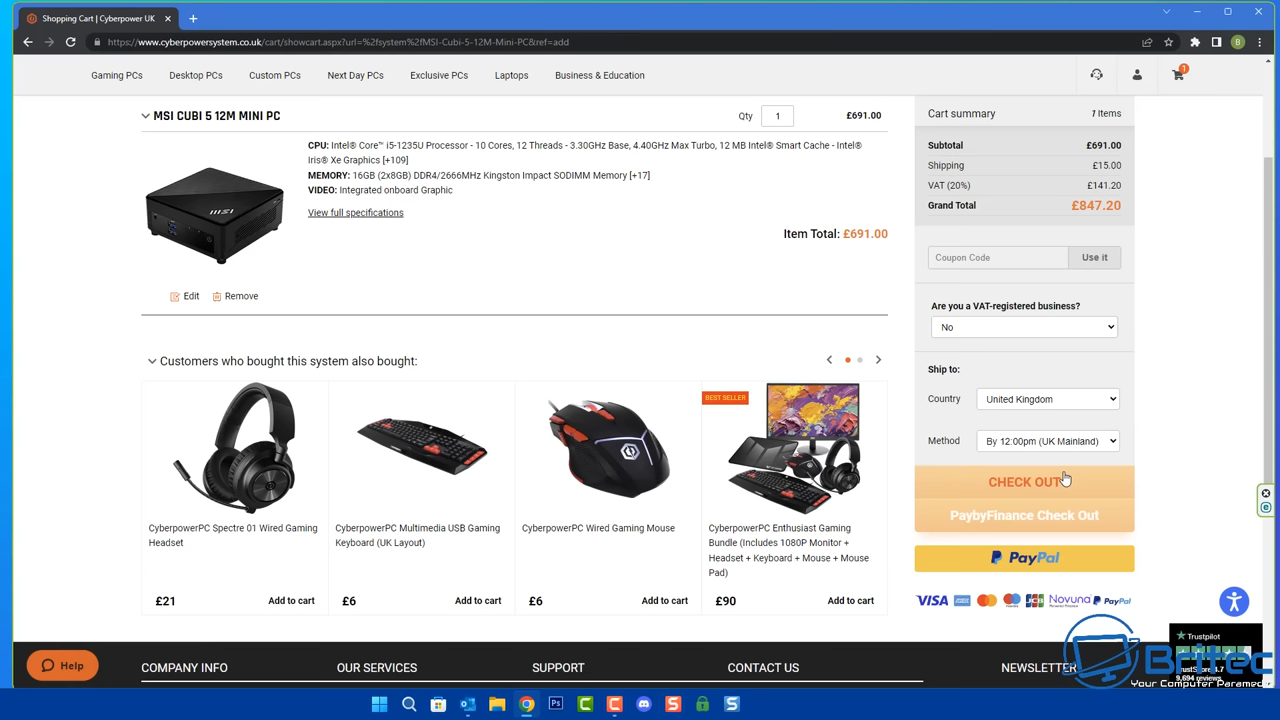 Shopping Cart | Cyberpower UK
https://www.cyberpowersystem.co.uk/cart/showcart.aspx?url=%2fsystem%2fMSI-Cubi-5-12M-Mini-PC&ref=add
B
Gaming PCs
Desktop PCs
Custom PCs
Next Day PCs
Exclusive PCs
Laptops
Business & Education
1
MSI CUBI 5 12M MINI PC
Qty
1
£691.00
CPU: Intel® Core™ i5-1235U Processor - 10 Cores, 12 Threads - 3.30GHz Base, 4.40GHz Max Turbo, 12 MB Intel® Smart Cache - Intel®
Iris® Xe Graphics [+109]
MEMORY: 16GB (2x8GB) DDR4/2666MHz Kingston Impact SODIMM Memory [+17]
VIDEO: Integrated onboard Graphic
View full specifications
msi
Item Total: £691.00
Edit
Remove
Cart summary
1 Items
Subtotal
£691.00
Shipping
£15.00
VAT (20%)
£141.20
Grand Total
£847.20
Coupon Code
Use it
Are you a VAT-registered business?
No
Ship to:
Country
United Kingdom
Method
By 12:00pm (UK Mainland)
CHECK OUT
PaybyFinance Check Out
PayPal
VISA
JCB
Novuna
PayPal
Customers who bought this system also bought:
CyberpowerPC Spectre 01 Wired Gaming
Headset
£21
Add to cart
CyberpowerPC Multimedia USB Gaming
Keyboard (UK Layout)
£6
Add to cart
CyberpowerPC Wired Gaming Mouse
£6
Add to cart
BEST SELLER
CyberpowerPC Enthusiast Gaming
Bundle (Includes 1080P Monitor +
Headset + Keyboard + Mouse + Mouse
Pad)
£90
Add to cart
Help
COMPANY INFO
OUR SERVICES
SUPPORT
CONTACT US
NEWSLETTER
Trustpilot
9,694 reviews
Britec
Your Computer Paramedic
Ps
C
C
S
S